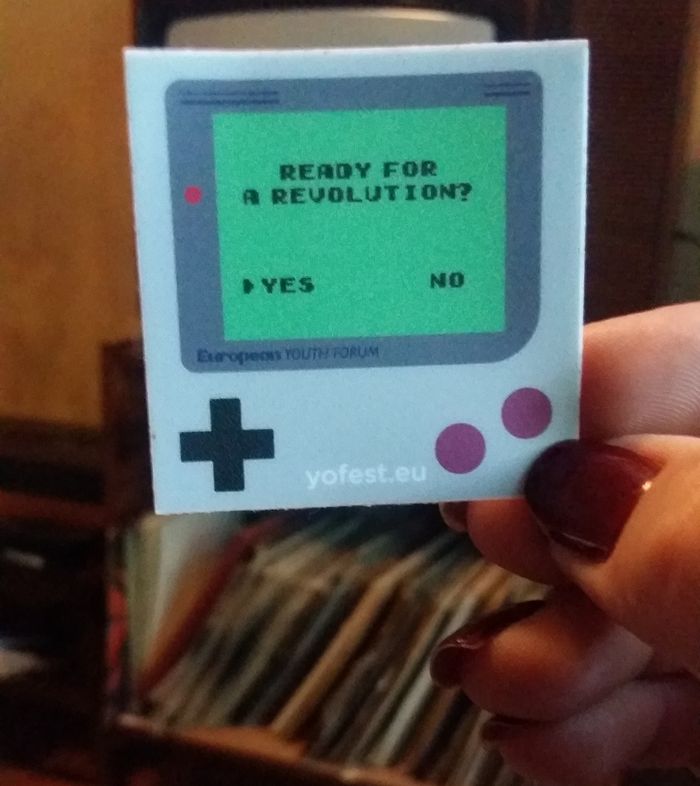 READY FOR
A REVOLUTION?
YES NO
European YOUTH FORUM
yofest.eu